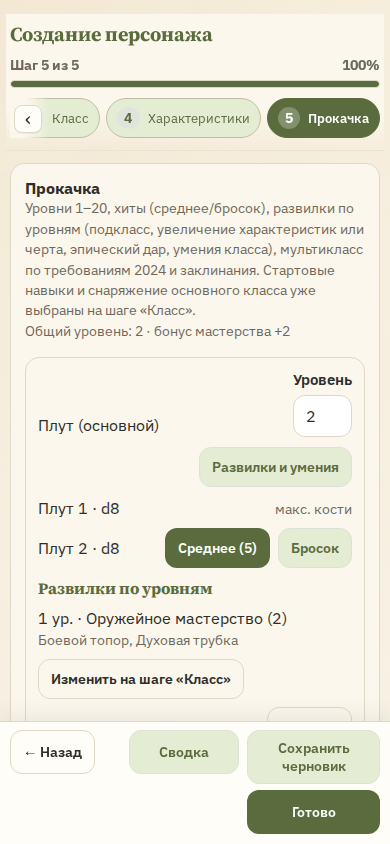 Создание персонажа
Шаг 5 из 5 100%
‹ Класс 4 Характеристики 5 Прокачка
Прокачка
Уровни 1–20, хиты (среднее/бросок), развилки по
уровням (подкласс, увеличение характеристик или
черта, эпический дар, умения класса), мультикласс
по требованиям 2024 и заклинания. Стартовые
навыки и снаряжение основного класса уже
выбраны на шаге «Класс».
Общий уровень: 2 · бонус мастерства +2
Уровень
Плут (основной) 2
Развилки и умения
Плут 1 · d8 макс. кости
Плут 2 · d8 Среднее (5) Бросок
Развилки по уровням
1 ур. · Оружейное мастерство (2)
Боевой топор, Духовая трубка
Изменить на шаге «Класс»
← Назад Сводка Сохранить
черновик
Готово